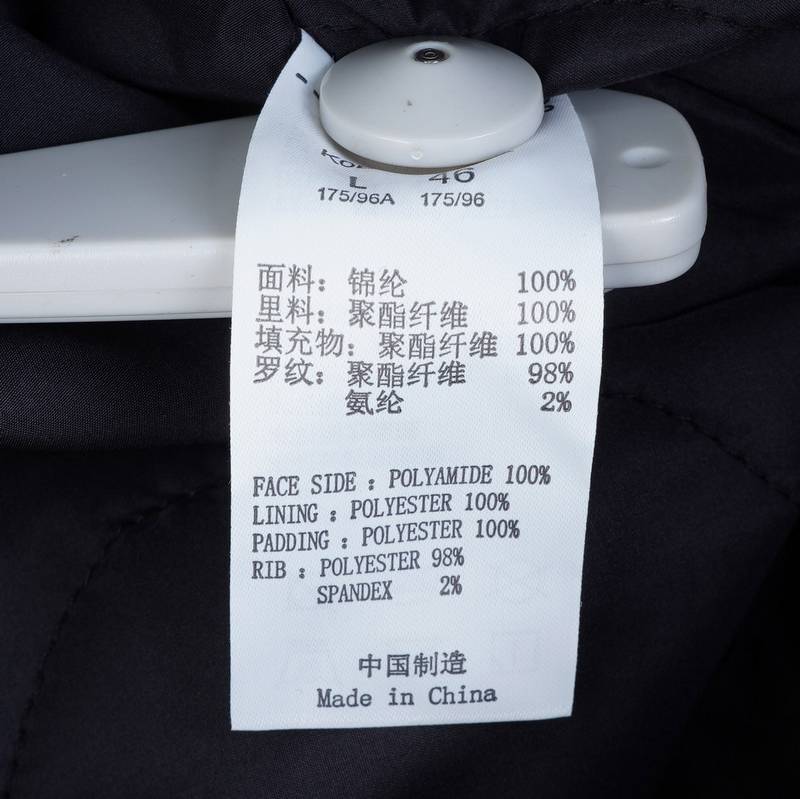 L 46
175/96A 175/96
面料：锦纶 100%
里料：聚酯纤维 100%
填充物：聚酯纤维 100%
罗纹：聚酯纤维 98%
氨纶 2%
FACE SIDE : POLYAMIDE 100%
LINING : POLYESTER 100%
PADDING : POLYESTER 100%
RIB : POLYESTER 98%
SPANDEX 2%
中国制造
Made in China